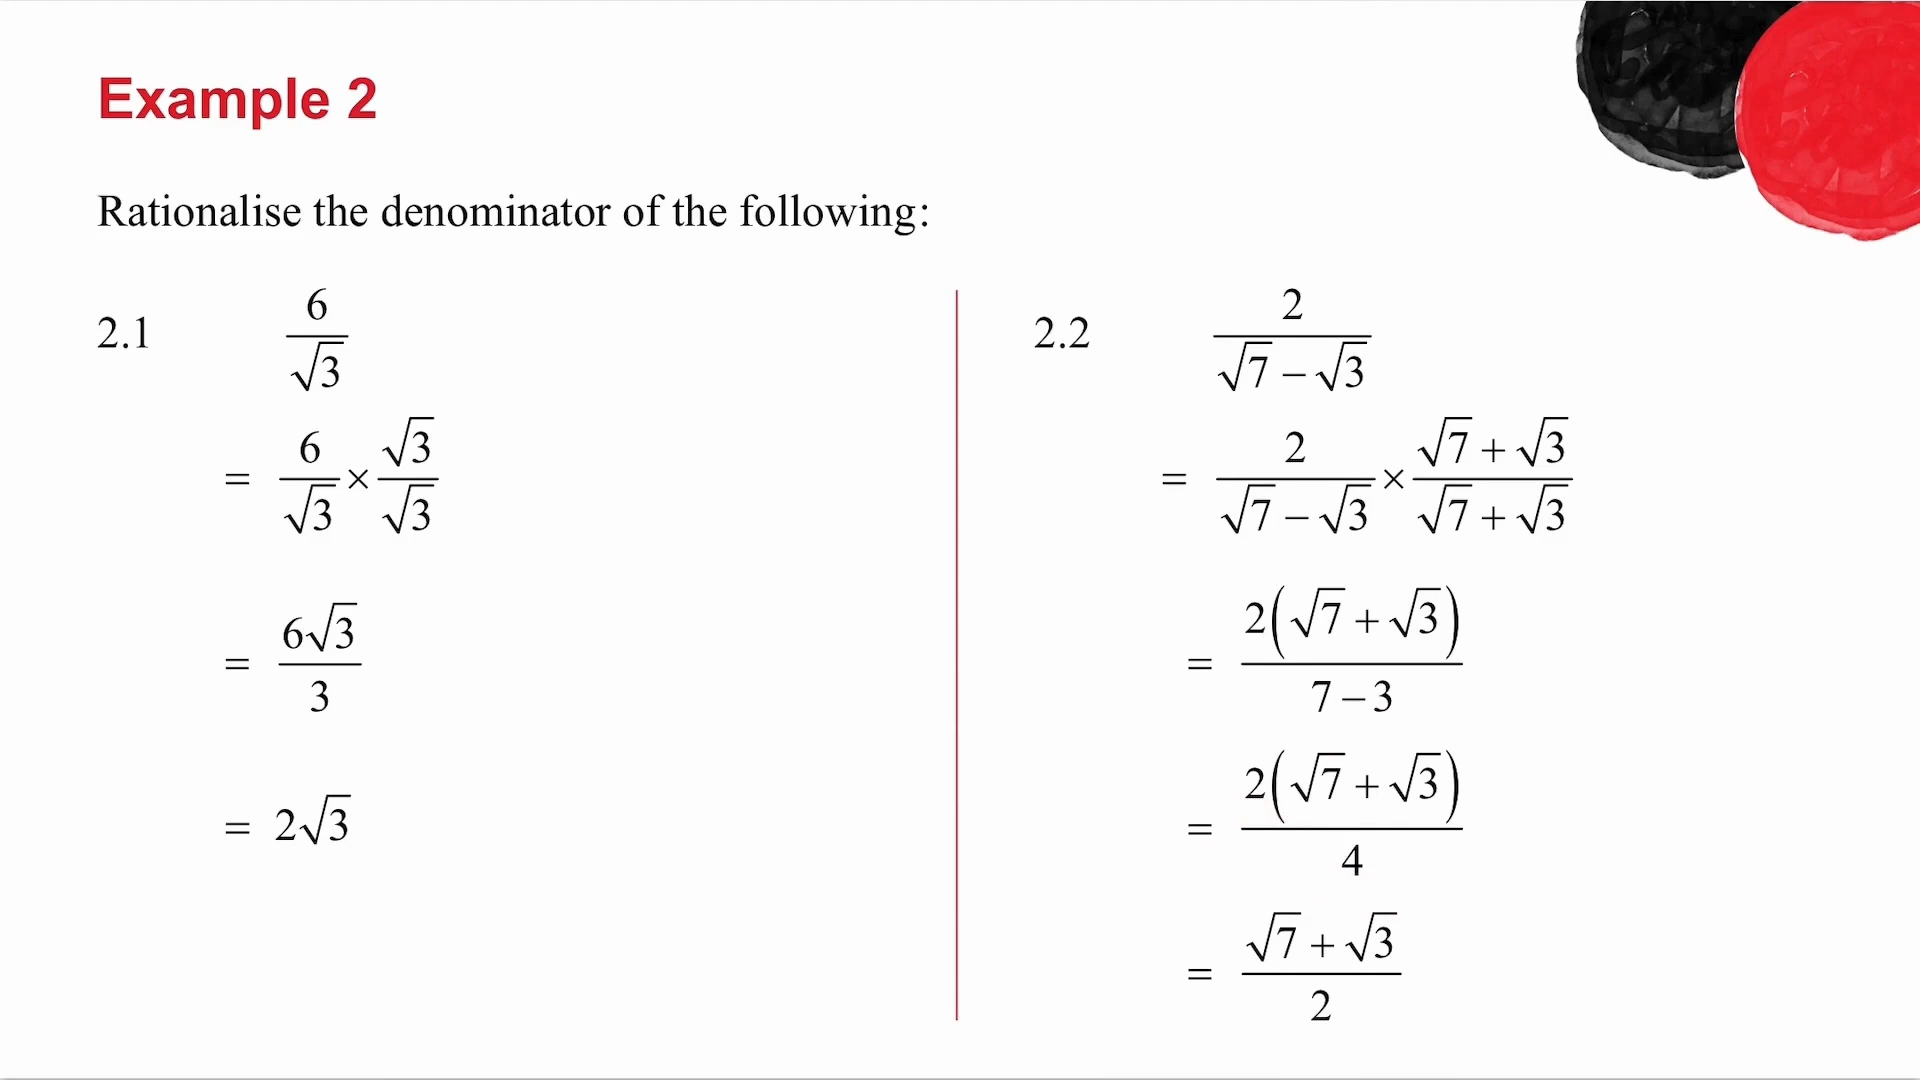 Example 2
Rationalise the denominator of the following:
2.1 6/√3
= 6/√3 × √3/√3
= 6√3/3
= 2√3
2.2 2/(√7 − √3)
= 2/(√7 − √3) × (√7 + √3)/(√7 + √3)
= 2(√7 + √3)/(7 − 3)
= 2(√7 + √3)/4
= (√7 + √3)/2